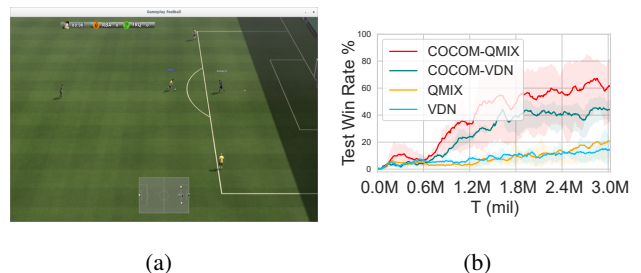 Gameplay Football
Test Win Rate %
100
80
60
40
20
0
COCOM-QMIX
COCOM-VDN
QMIX
VDN
0.0M 0.6M 1.2M 1.8M 2.4M 3.0M
T (mil)
(a) (b)